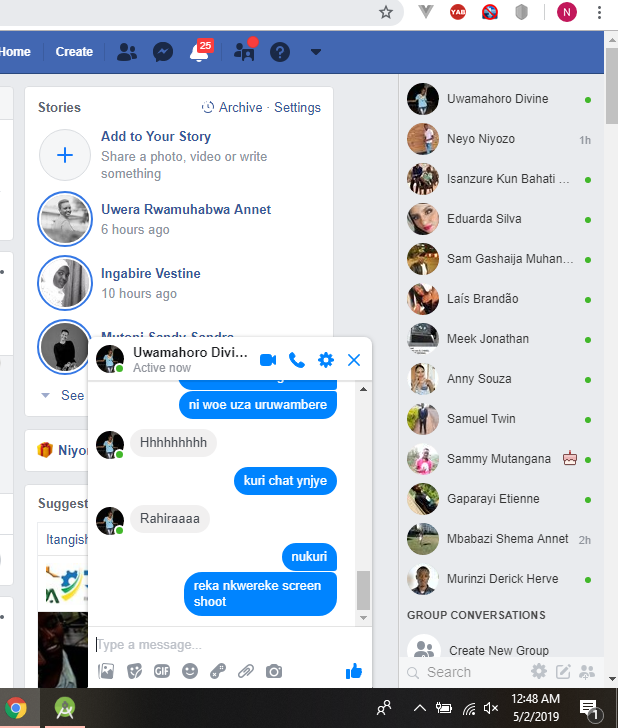 YAB
N
Home
Create
25
Stories
Archive · Settings
Add to Your Story
Share a photo, video or write
something
Uwera Rwamuhabwa Annet
6 hours ago
Ingabire Vestine
10 hours ago
See
Niyo
Suggest
Itangish
Uwamahoro Divi...
Active now
ni woe uza uruwambere
Hhhhhhhhh
kuri chat ynjye
Rahiraaaa
nukuri
reka nkwereke screen
shoot
Type a message...
GIF
Uwamahoro Divine
Neyo Niyozo
1h
Isanzure Kun Bahati ...
Eduarda Silva
Sam Gashaija Muhan...
Laís Brandão
Meek Jonathan
Anny Souza
Samuel Twin
Sammy Mutangana
Gaparayi Etienne
Mbabazi Shema Annet
2h
Murinzi Derick Herve
GROUP CONVERSATIONS
Create New Group
Search
12:48 AM
5/2/2019
1